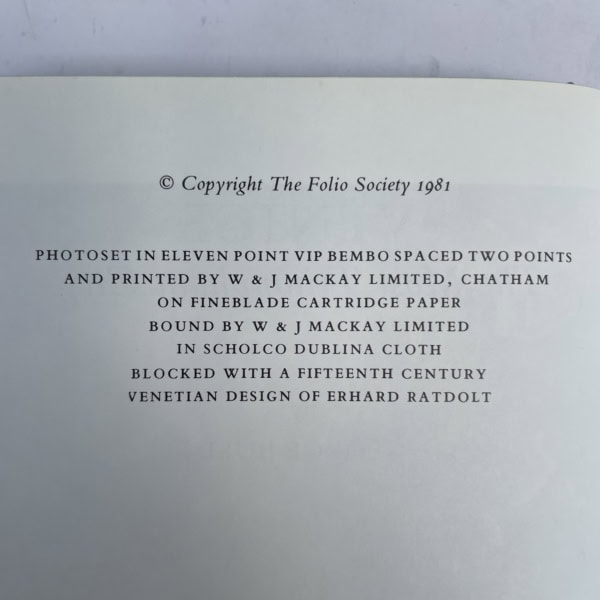 © Copyright The Folio Society 1981
PHOTOSET IN ELEVEN POINT VIP BEMBO SPACED TWO POINTS
AND PRINTED BY W & J MACKAY LIMITED, CHATHAM
ON FINEBLADE CARTRIDGE PAPER
BOUND BY W & J MACKAY LIMITED
IN SCHOLCO DUBLINA CLOTH
BLOCKED WITH A FIFTEENTH CENTURY
VENETIAN DESIGN OF ERHARD RATDOLT